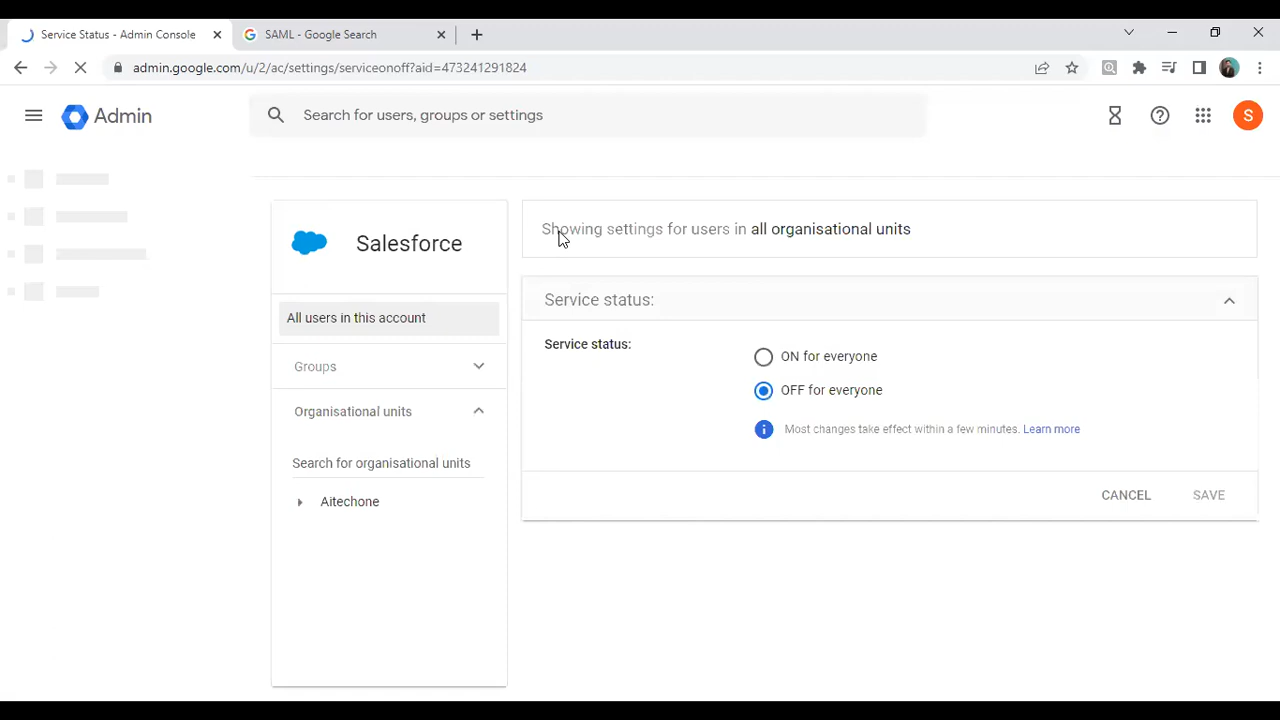 Service Status - Admin Console
SAML - Google Search
admin.google.com/u/2/ac/settings/serviceonoff?aid=473241291824
Admin
Search for users, groups or settings
S
Salesforce
All users in this account
Groups
Organisational units
Search for organisational units
Aitechone
Showing settings for users in all organisational units
Service status:
Service status:
ON for everyone
OFF for everyone
Most changes take effect within a few minutes. Learn more
CANCEL
SAVE